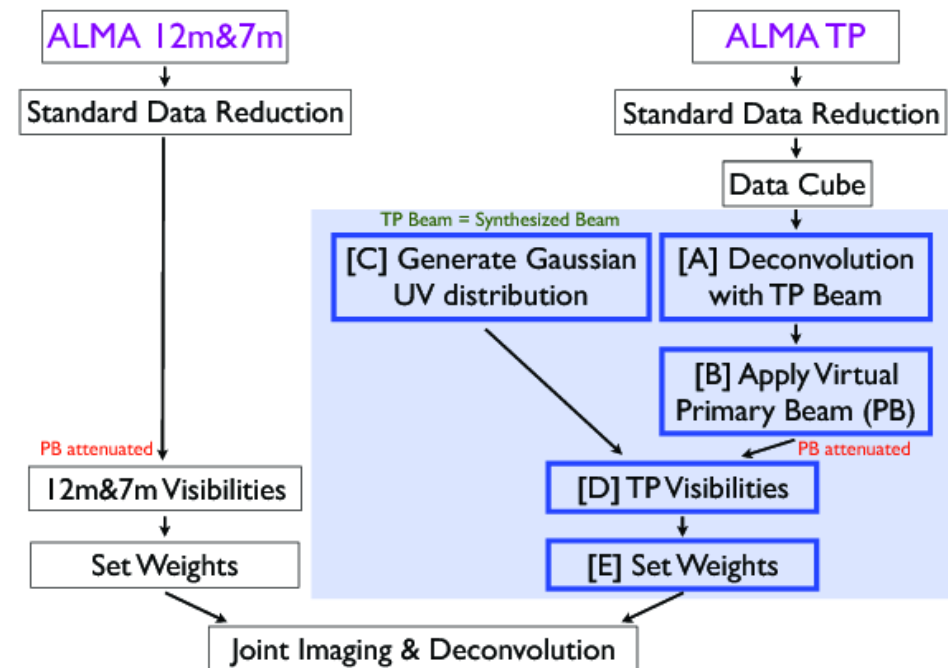 ALMA 12m&7m
ALMA TP
Standard Data Reduction
Standard Data Reduction
Data Cube
TP Beam = Synthesized Beam
[C] Generate Gaussian
UV distribution
[A] Deconvolution
with TP Beam
[B] Apply Virtual
Primary Beam (PB)
PB attenuated
PB attenuated
12m&7m Visibilities
[D] TP Visibilities
Set Weights
[E] Set Weights
Joint Imaging & Deconvolution